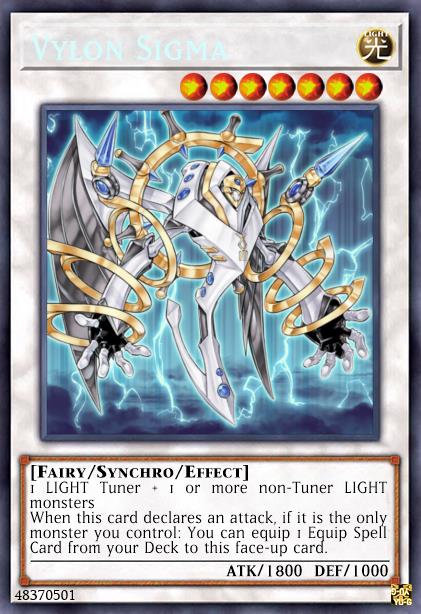 Vylon Sigma
LIGHT
光
[Fairy/Synchro/Effect]
1 LIGHT Tuner + 1 or more non-Tuner LIGHT
monsters
When this card declares an attack, if it is the only
monster you control: You can equip 1 Equip Spell
Card from your Deck to this face-up card.
ATK/1800 DEF/1000
48370501